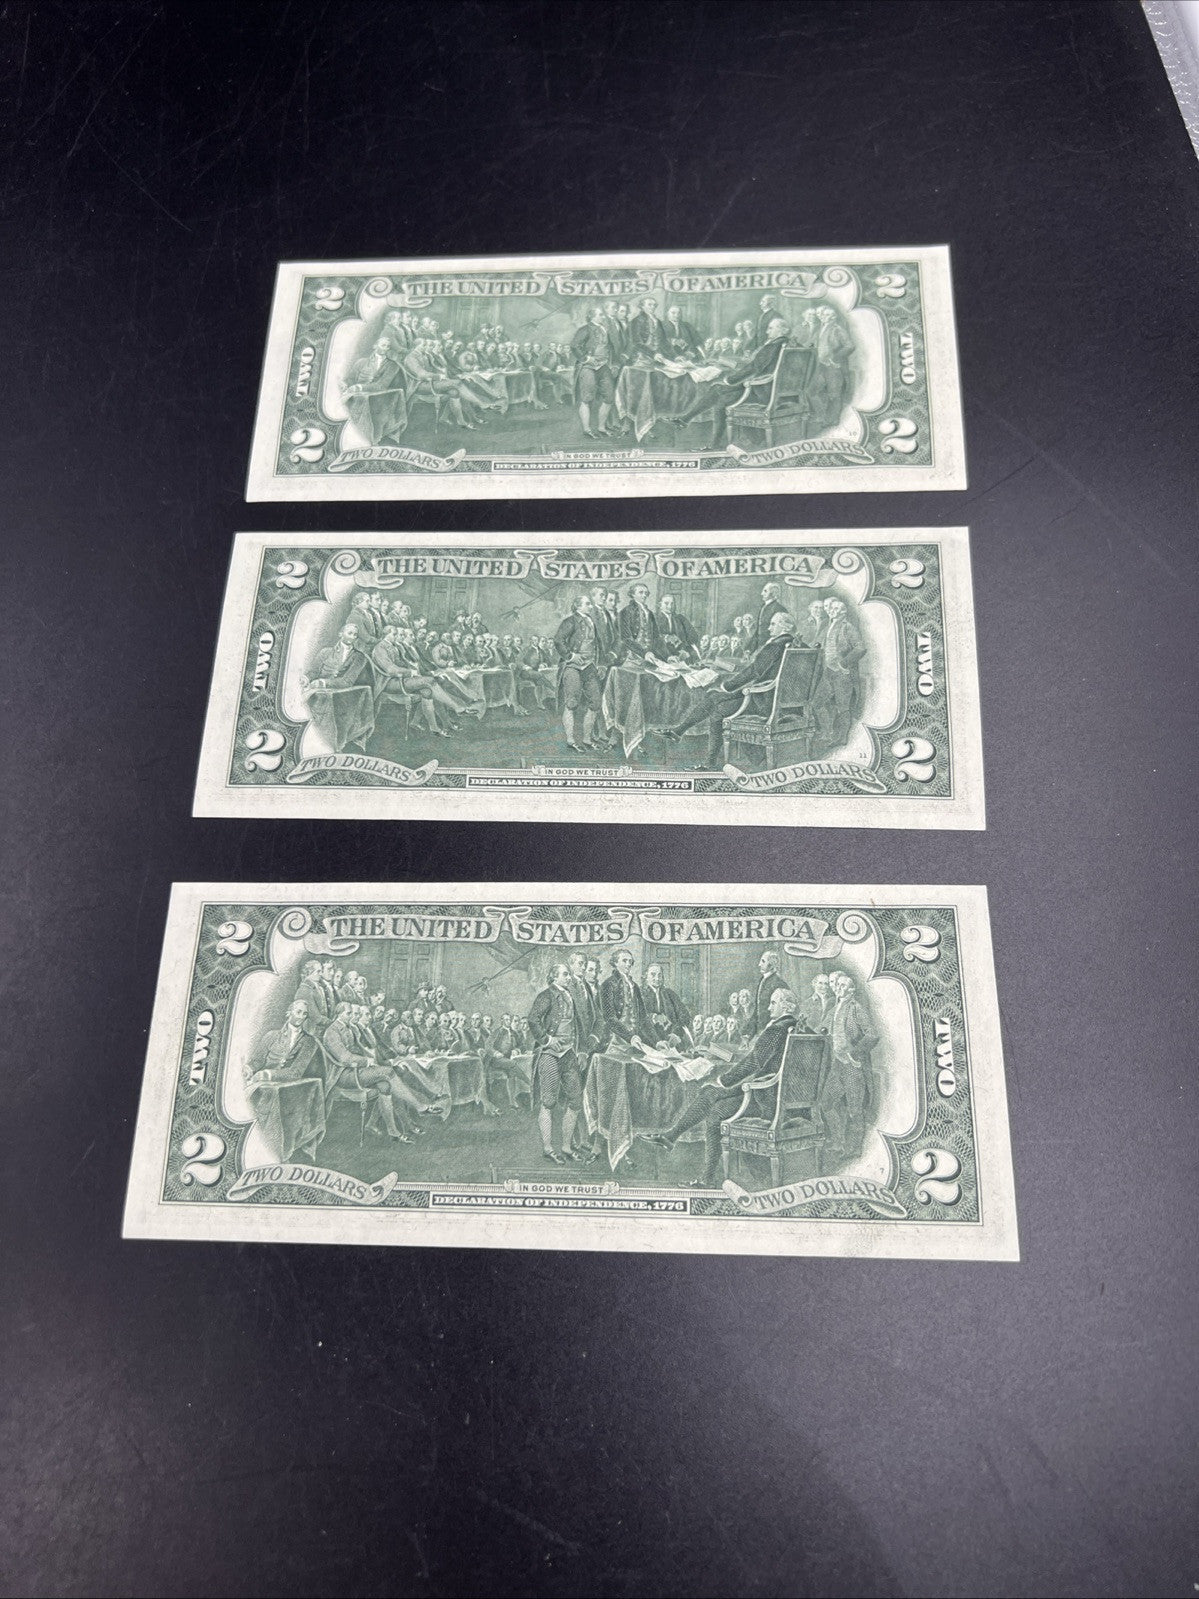 2 THE UNITED STATES OF AMERICA 2
TWO TWO
10
2 TWO DOLLARS IN GOD WE TRUST TWO DOLLARS 2
DECLARATION OF INDEPENDENCE, 1776
2 THE UNITED STATES OF AMERICA 2
TWO TWO
11
2 TWO DOLLARS IN GOD WE TRUST TWO DOLLARS 2
DECLARATION OF INDEPENDENCE, 1776
2 THE UNITED STATES OF AMERICA 2
TWO TWO
7
2 TWO DOLLARS IN GOD WE TRUST TWO DOLLARS 2
DECLARATION OF INDEPENDENCE, 1776